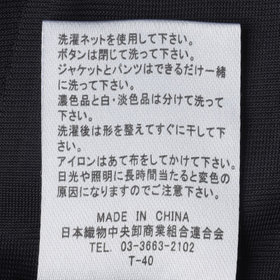 洗濯ネットを使用して下さい。
ボタンは閉じて洗って下さい。
ジャケットとパンツはできるだけ一緒
に洗って下さい。
濃色品と白・淡色品は分けて洗って
下さい。
洗濯後は形を整えてすぐに干して下
さい。
アイロンはあて布をしてかけて下さい。
日光や照明に長時間当たると変色の
原因になりますのでご注意下さい。
MADE IN CHINA
日本織物中央卸商業組合連合会
TEL. 03-3663-2102
T-40